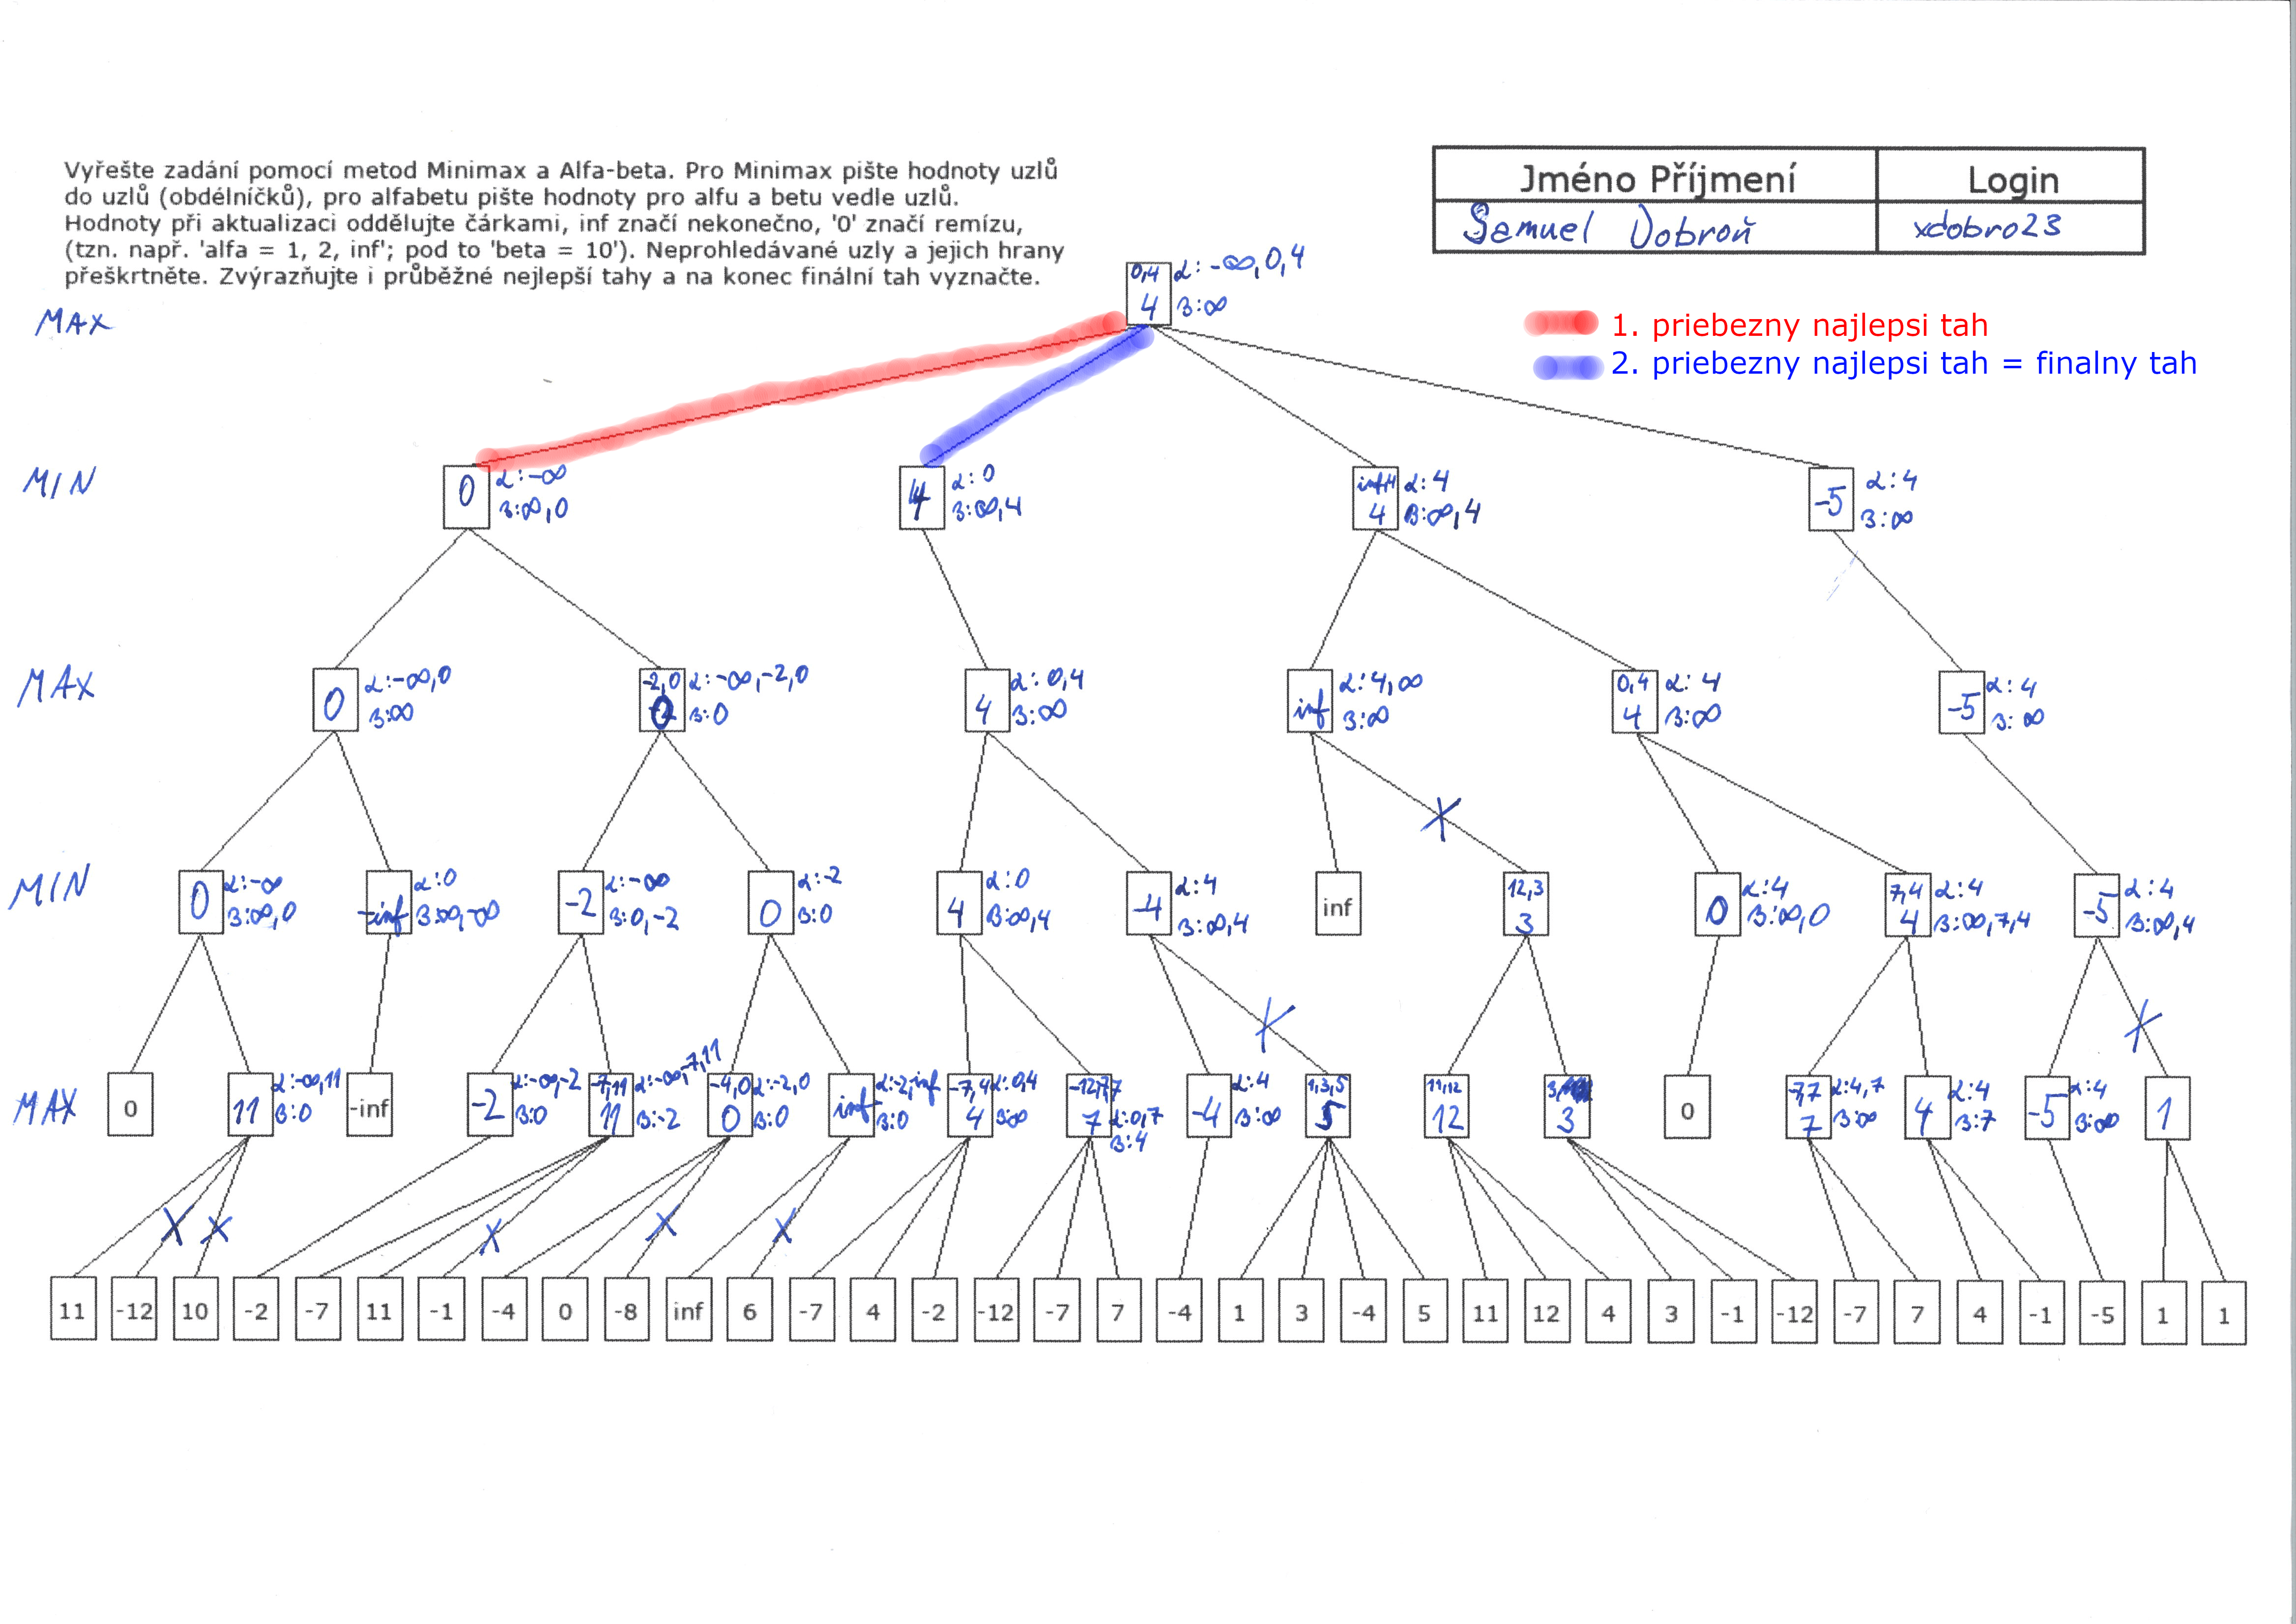 Vyřešte zadání pomocí metod Minimax a Alfa-beta. Pro Minimax pište hodnoty uzlů
do uzlů (obdélníčků), pro alfabetu pište hodnoty pro alfu a betu vedle uzlů.
Hodnoty při aktualizaci oddělujte čárkami, inf značí nekonečno, '0' značí remízu,
(tzn. např. 'alfa = 1, 2, inf'; pod to 'beta = 10'). Neprohledávané uzly a jejich hrany
přeškrtněte. Zvýrazňujte i průběžné nejlepší tahy a na konec finální tah vyznačte.
Jméno Příjmení Login
Samuel Dobroň xdobro23
1. priebezny najlepsi tah
2. priebezny najlepsi tah = finalny tah
MAX
0,4 α: -∞,0,4
4 β:∞
MIN
0 α:-∞ β:∞,0
4 α:0 β:∞,4
inf,4 4 α:4 β:∞,4
-5 α:4 β:∞
MAX
0 α:-∞,0 β:∞
-2,0 0 α:-∞,-2,0 β:0
4 α:0,4 β:∞
inf α:4,∞ β:∞
0,4 4 α:4 β:∞
-5 α:4 β:∞
MIN
0 α:-∞ β:∞,0
-inf α:0 β:∞,-∞
-2 α:-∞ β:0,-2
0 α:-2 β:0
4 α:0 β:∞,4
-4 α:4 β:∞,4
inf
12,3 3
0 α:4 β:∞,0
7,4 4 α:4 β:∞,7,4
-5 α:4 β:∞,4
MAX
0
11 α:-∞,11 β:0
-inf
-2 α:-∞,-2 β:0
-7,11 11 α:-∞,-7,11 β:-2
-4,0 0 α:-2,0 β:0
inf α:-2,inf β:0
-7,4 4 α:0,4 β:∞
7 α:0,7 β:4
-4 α:4 β:∞
1,3,5 5
11,12 12
3
0
-7,7 7 α:4,7 β:∞
4 α:4 β:7
-5 α:4 β:∞
1
11 -12 10 -2 -7 11 -1 -4 0 -8 inf 6 -7 4 -2 -12 -7 7 -4 1 3 -4 5 11 12 4 3 -1 -12 -7 7 4 -1 -5 1 1